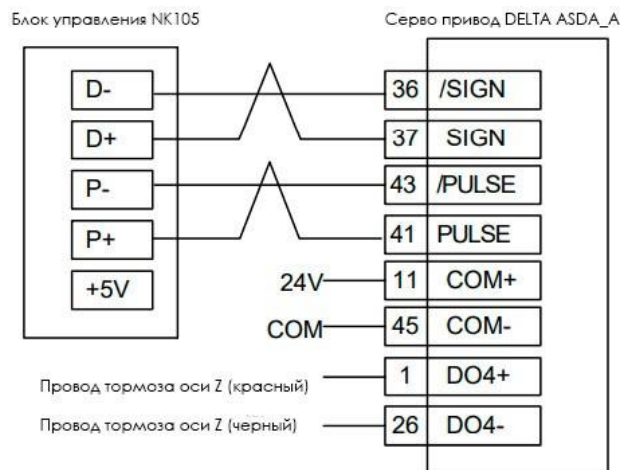 Блок управления NK105
Серво привод DELTA ASDA_A
D-
36 /SIGN
D+
37 SIGN
P-
43 /PULSE
P+
41 PULSE
+5V
24V 11 COM+
COM 45 COM-
Провод тормоза оси Z (красный) 1 DO4+
Провод тормоза оси Z (черный) 26 DO4-